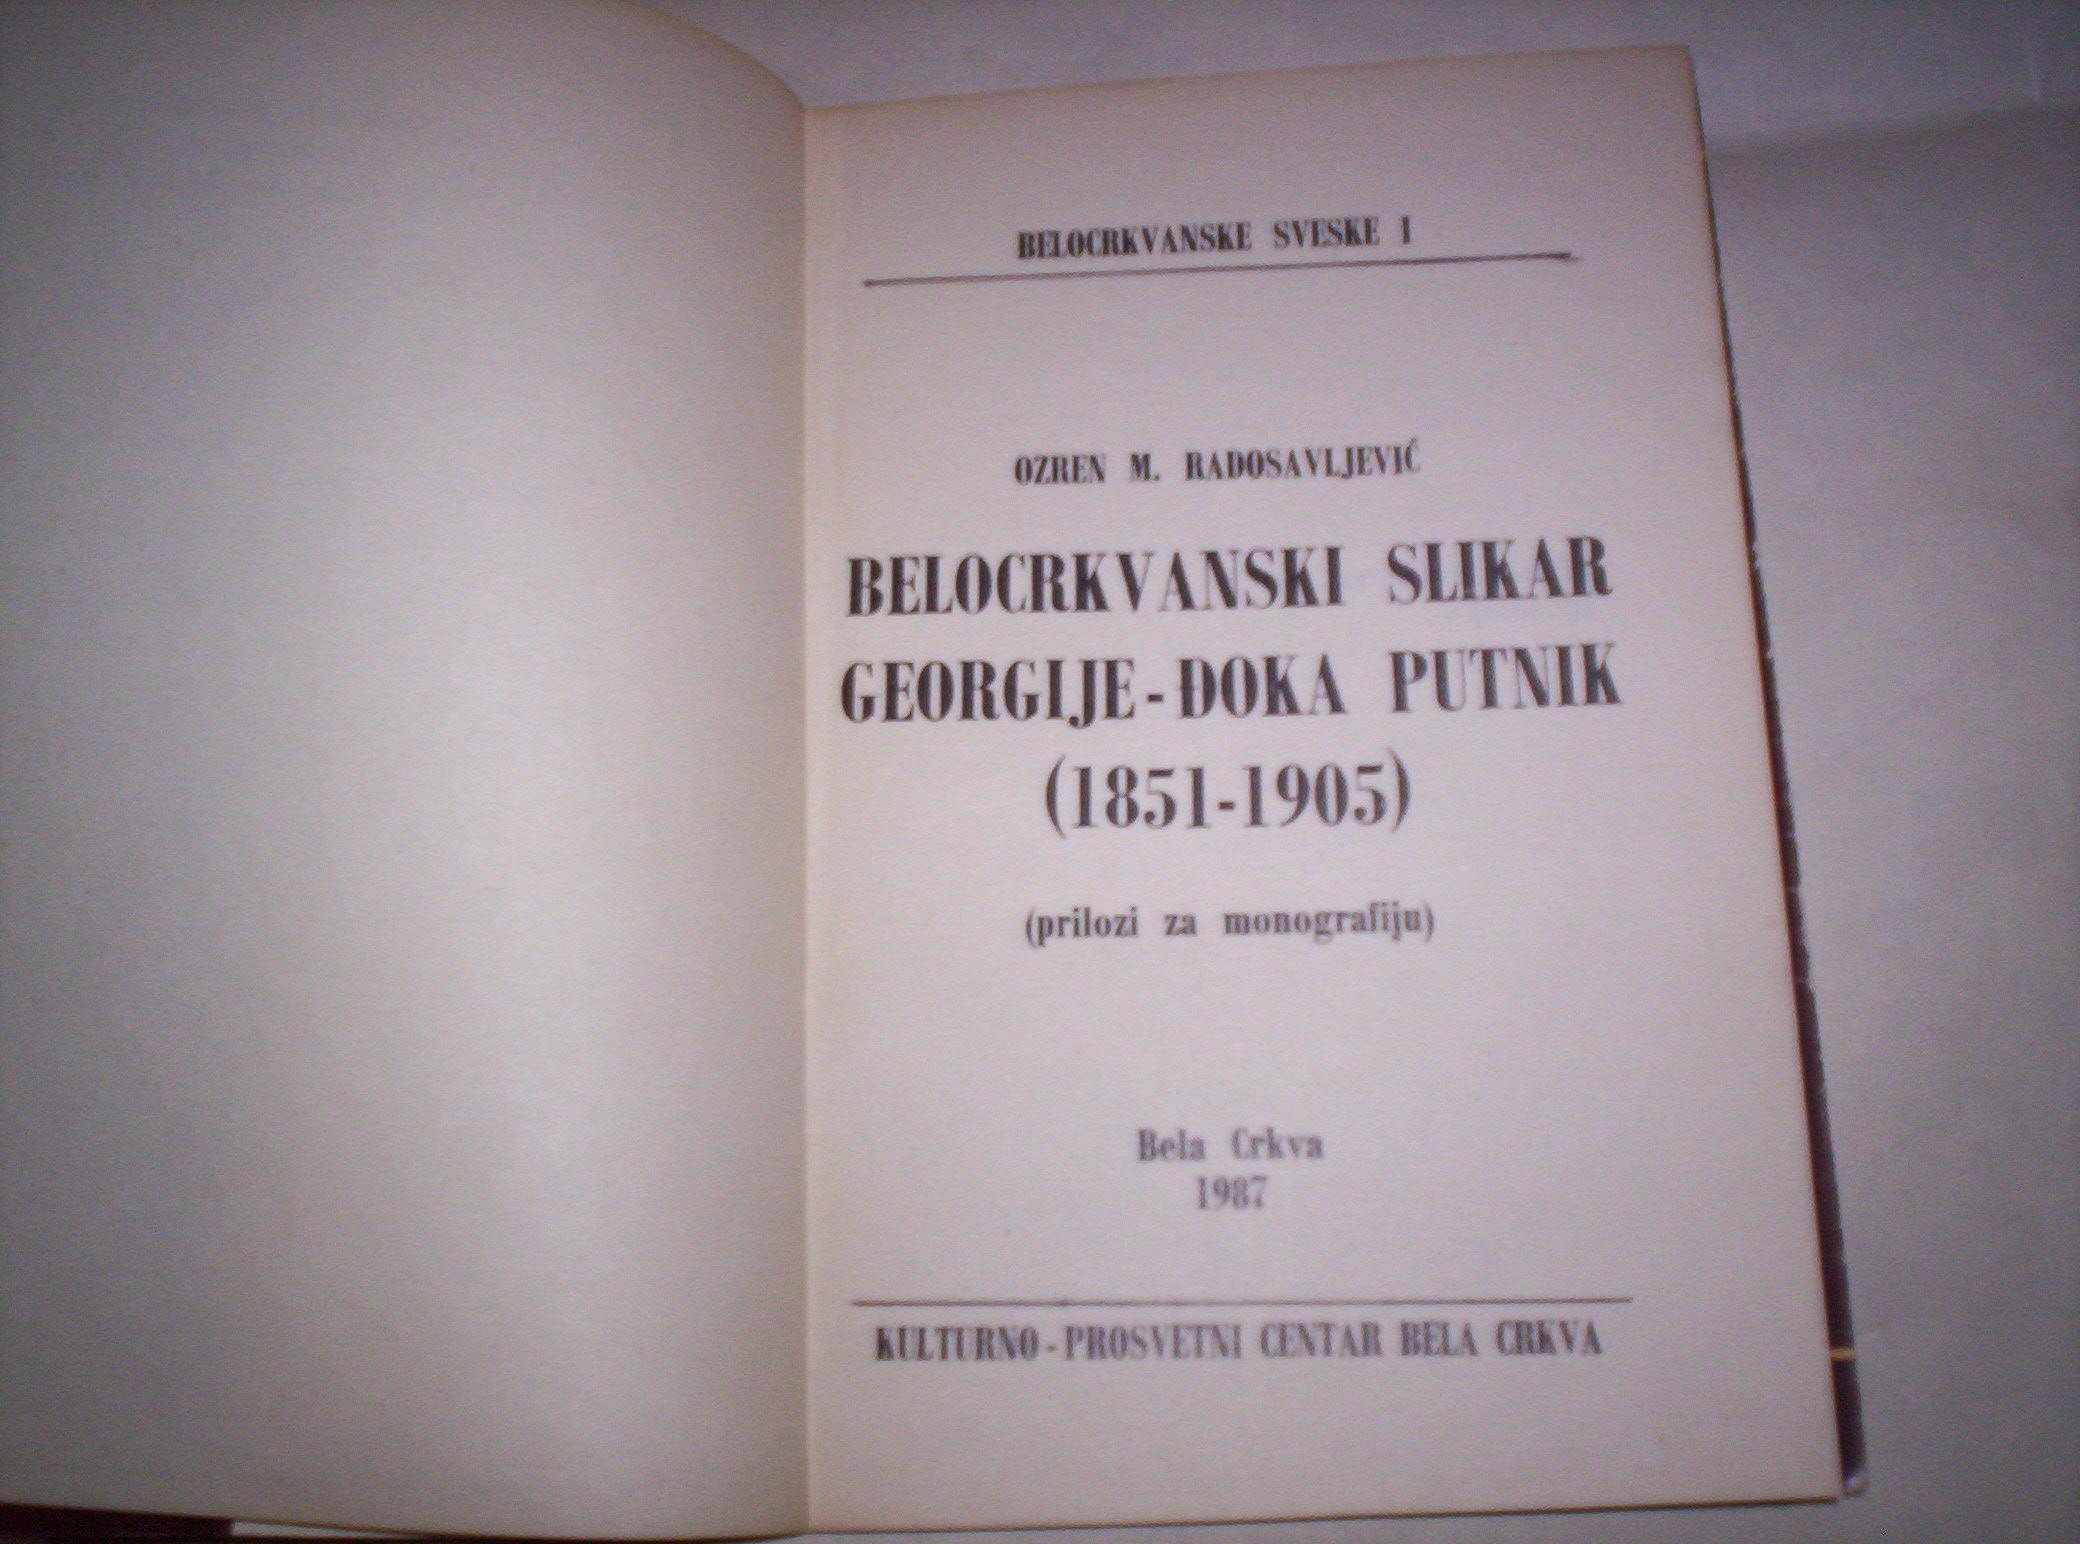 BELOCRKVANSKE SVESKE 1
OZREN M. RADOSAVLJEVIĆ
BELOCRKVANSKI SLIKAR
GEORGIJE-ĐOKA PUTNIK
(1851-1905)
(prilozi za monografiju)
Bela Crkva
1987
KULTURNO-PROSVETNI CENTAR BELA CRKVA